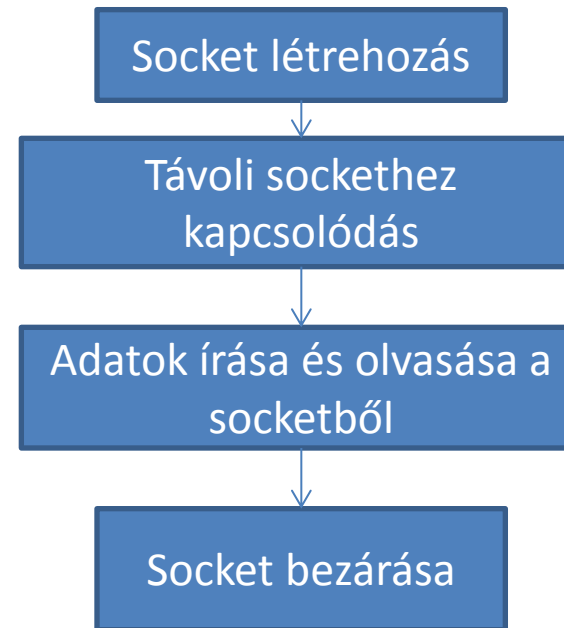 Socket létrehozás
Távoli sockethez
kapcsolódás
Adatok írása és olvasása a
socketből
Socket bezárása